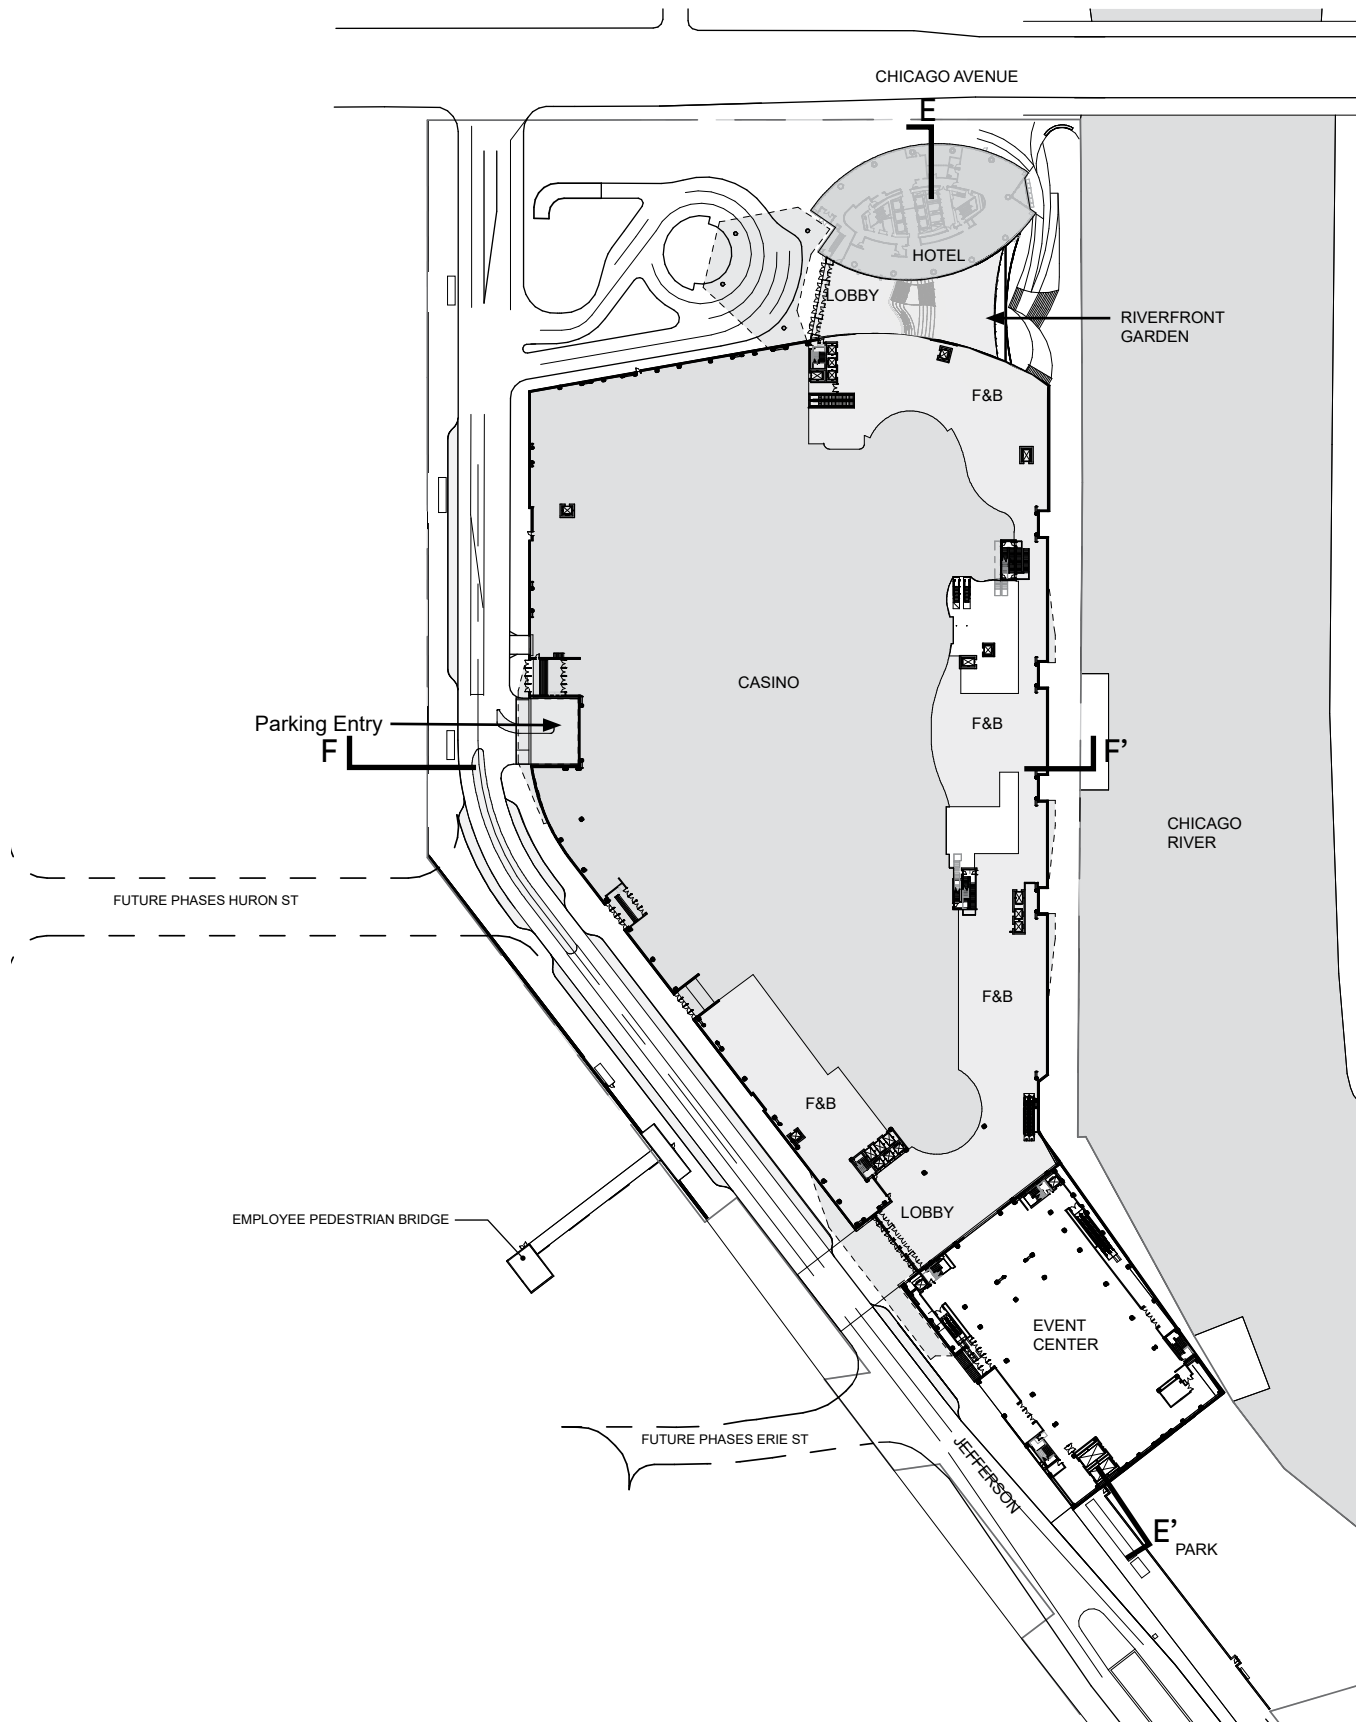 CHICAGO AVENUE
E
HOTEL
LOBBY
RIVERFRONT
GARDEN
F&B
CASINO
F&B
Parking Entry
F
F’
CHICAGO
RIVER
FUTURE PHASES HURON ST
F&B
F&B
EMPLOYEE PEDESTRIAN BRIDGE
LOBBY
EVENT
CENTER
FUTURE PHASES ERIE ST
JEFFERSON
E’
PARK